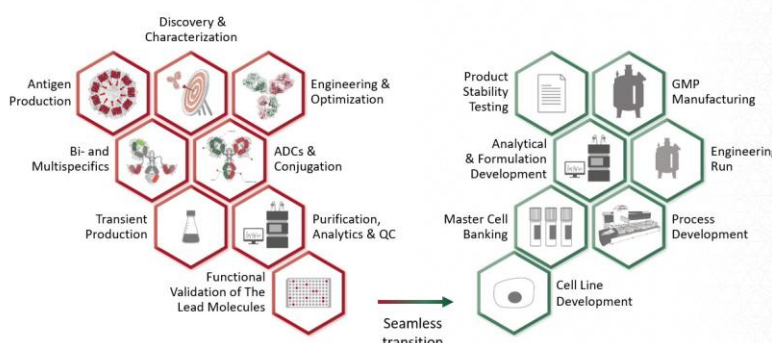 Discovery &
Characterization
Antigen
Production
Engineering &
Optimization
Bi- and
Multispecifics
ADCs &
Conjugation
Transient
Production
Purification,
Analytics & QC
Functional
Validation of The
Lead Molecules
Seamless
transition
Product
Stability
Testing
GMP
Manufacturing
Analytical
& Formulation
Development
Engineering
Run
Master Cell
Banking
Process
Development
Cell Line
Development